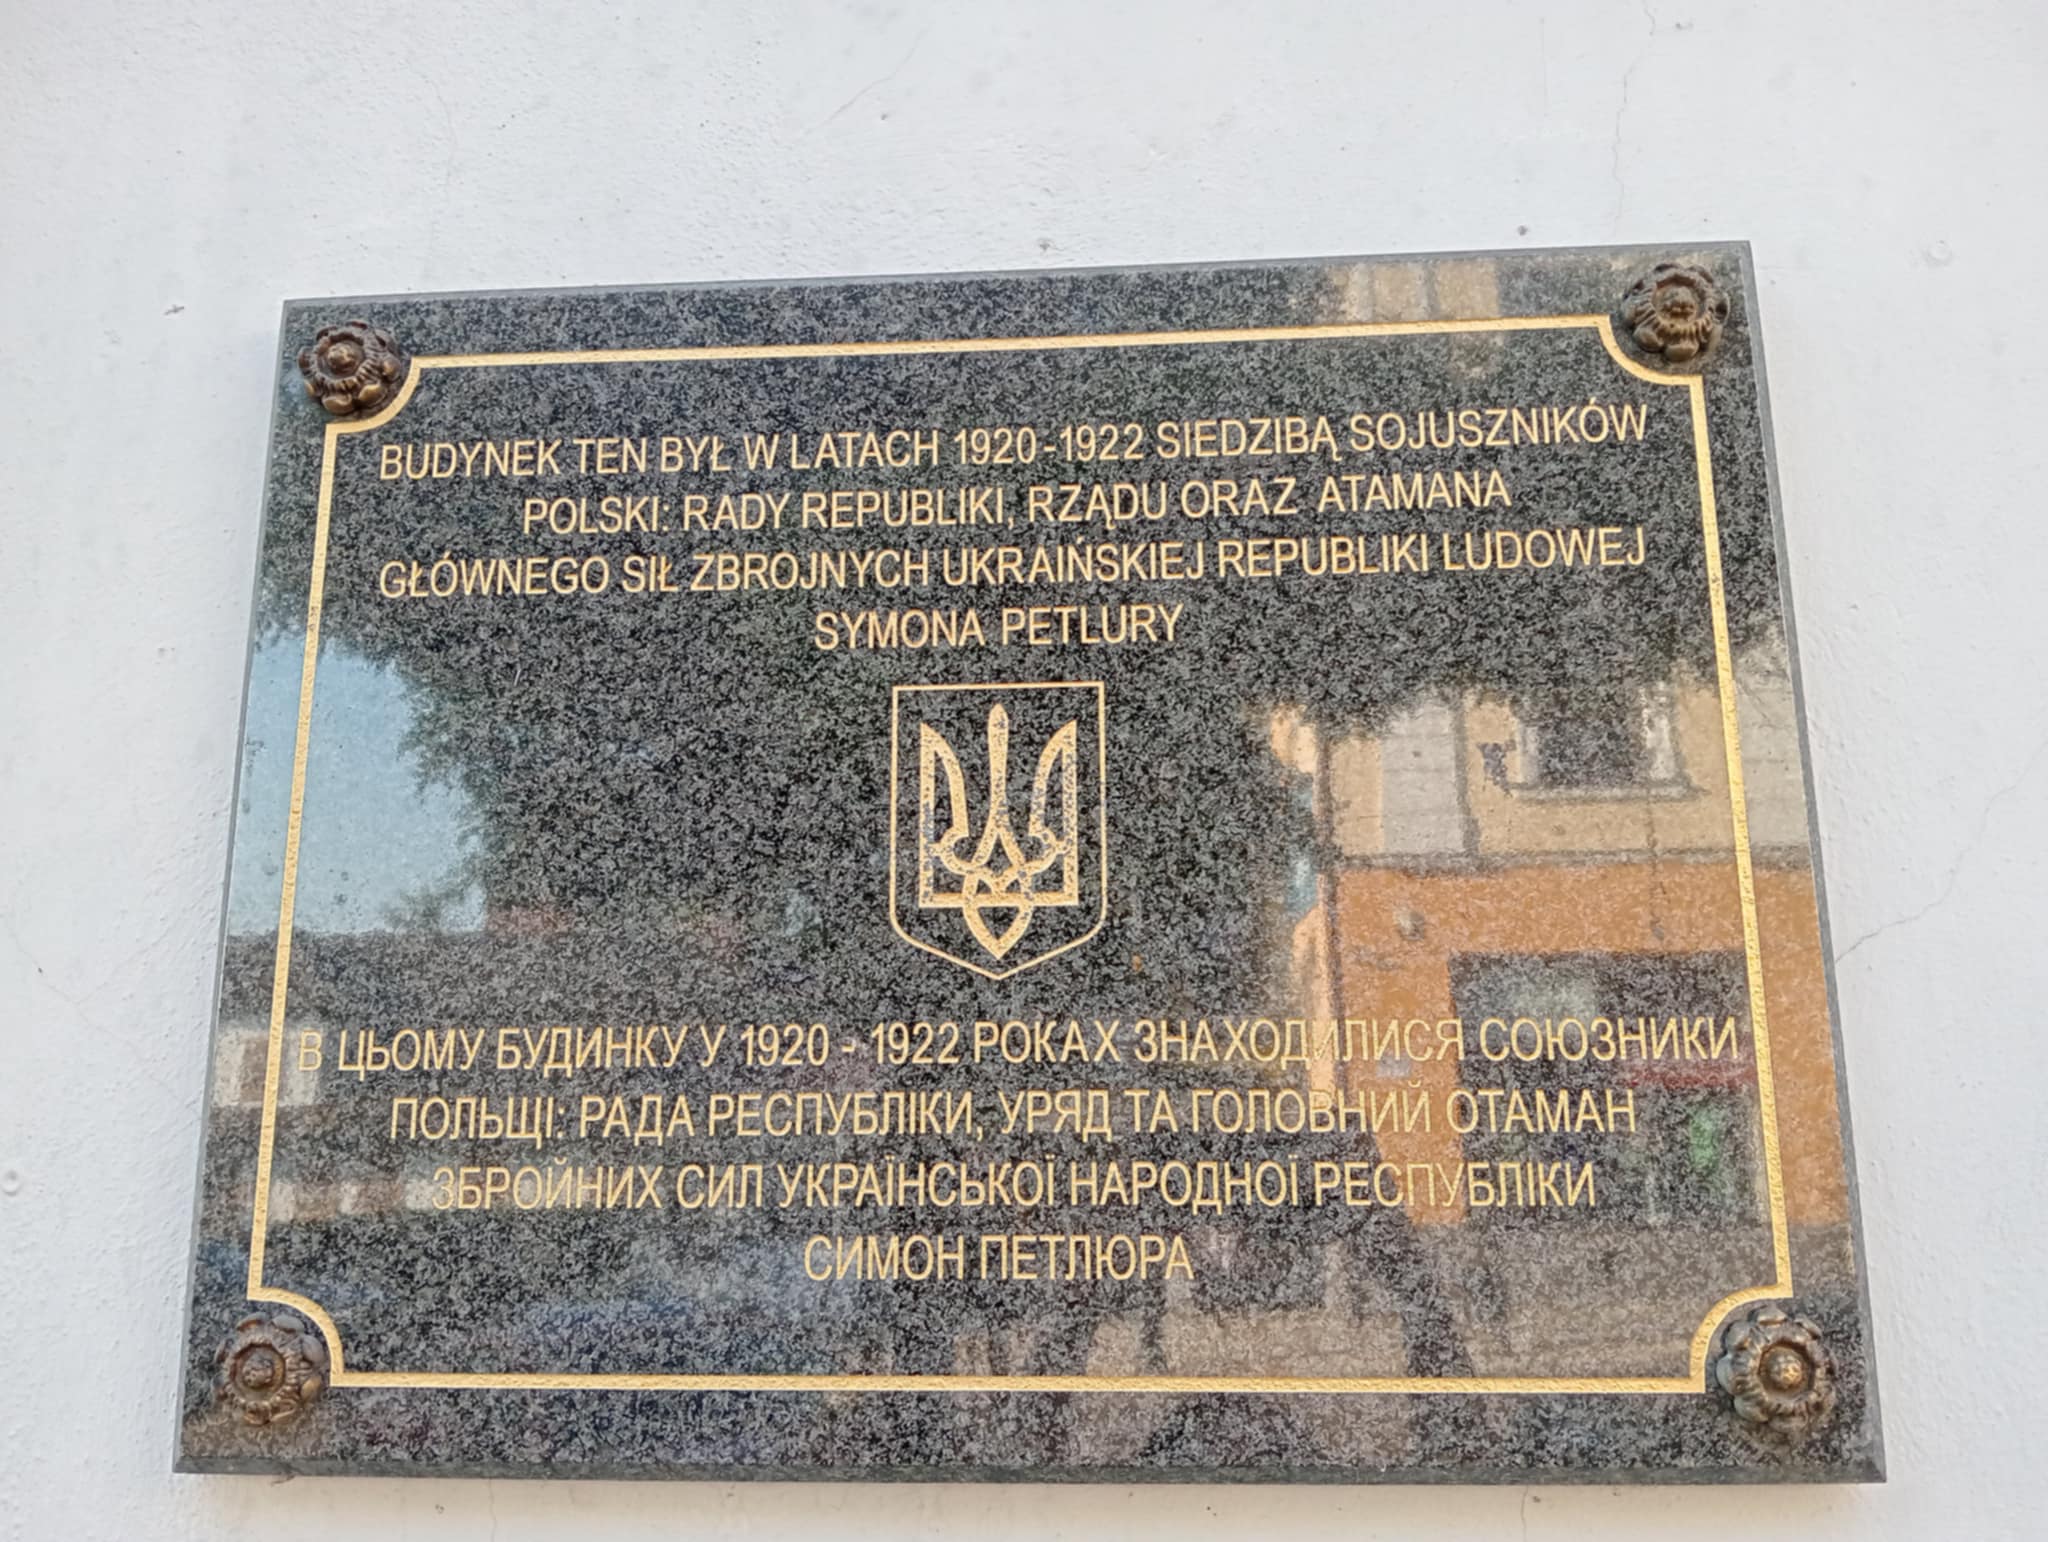 BUDYNEK TEN BYŁ W LATACH 1920-1922 SIEDZIBĄ SOJUSZNIKÓW
POLSKI: RADY REPUBLIKI, RZĄDU ORAZ ATAMANA
GŁÓWNEGO SIŁ ZBROJNYCH UKRAIŃSKIEJ REPUBLIKI LUDOWEJ
SYMONA PETLURY
В ЦЬОМУ БУДИНКУ У 1920 - 1922 РОКАХ ЗНАХОДИЛИСЯ СОЮЗНИКИ
ПОЛЬЩІ: РАДА РЕСПУБЛІКИ, УРЯД ТА ГОЛОВНИЙ ОТАМАН
ЗБРОЙНИХ СИЛ УКРАЇНСЬКОЇ НАРОДНОЇ РЕСПУБЛІКИ
СИМОН ПЕТЛЮРА